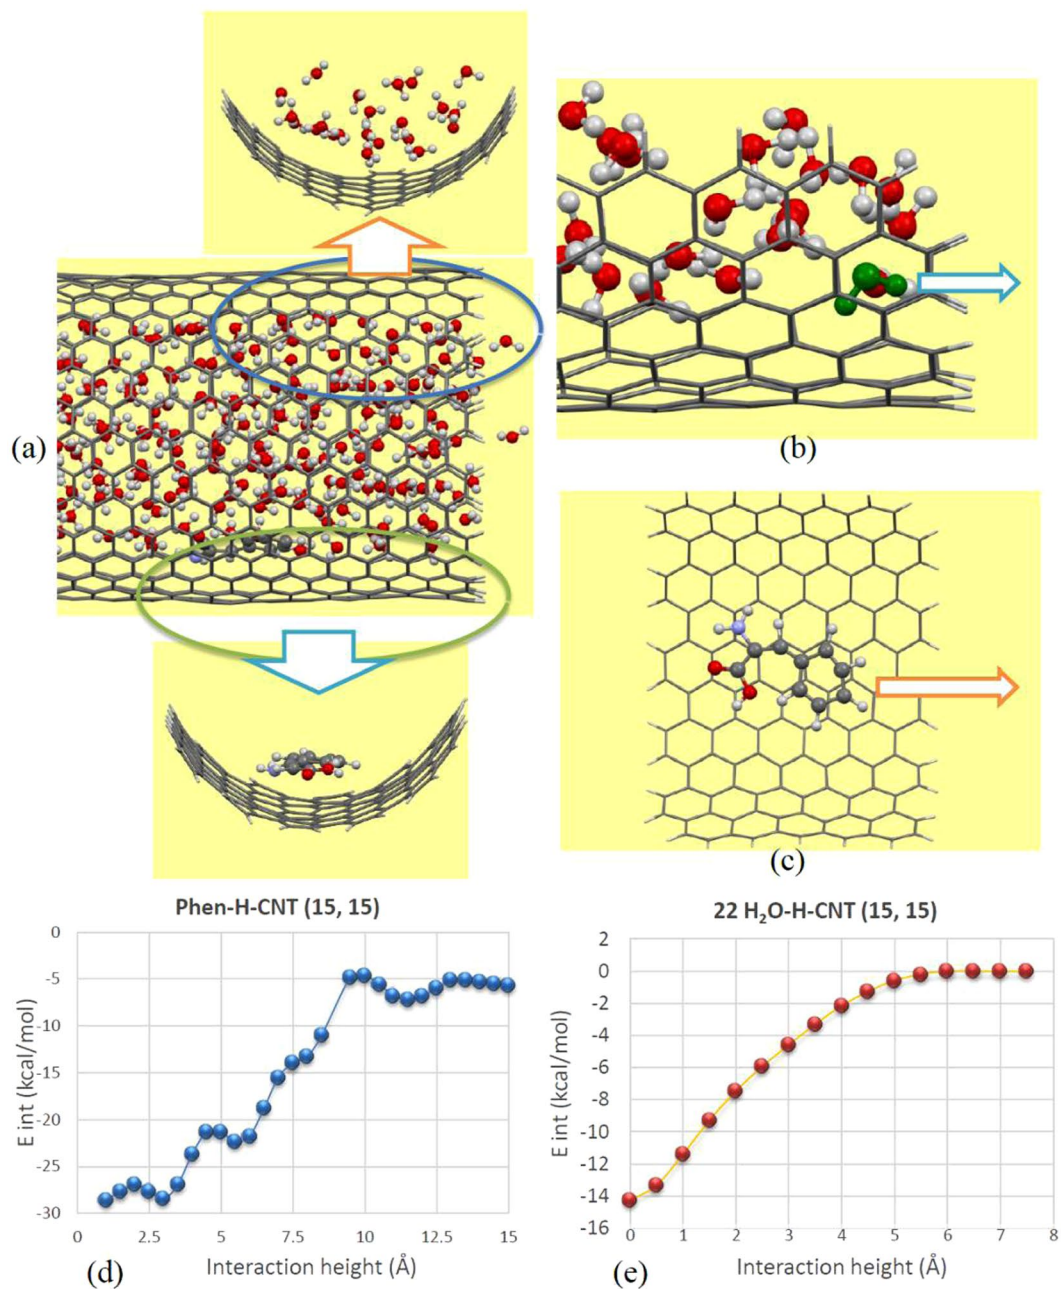 (a)
(b)
(c)
Phen-H-CNT (15, 15)
0
-5
-10
-15
-20
-25
-30
E int (kcal/mol)
0 2.5 5 7.5 10 12.5 15
Interaction height (Å)
(d)
22 H₂O-H-CNT (15, 15)
2
0
-2
-4
-6
-8
-10
-12
-14
-16
E int (kcal/mol)
0 1 2 3 4 5 6 7 8
Interaction height (Å)
(e)